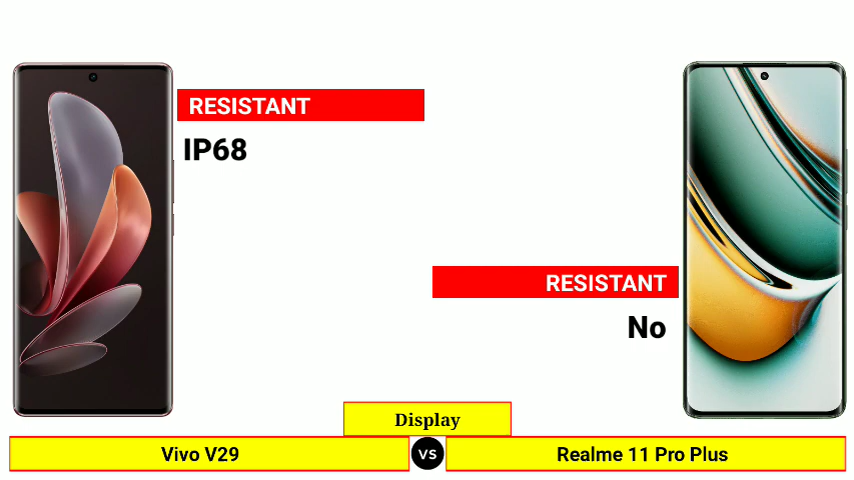 RESISTANT
IP68
RESISTANT
No
Display
Vivo V29
VS
Realme 11 Pro Plus